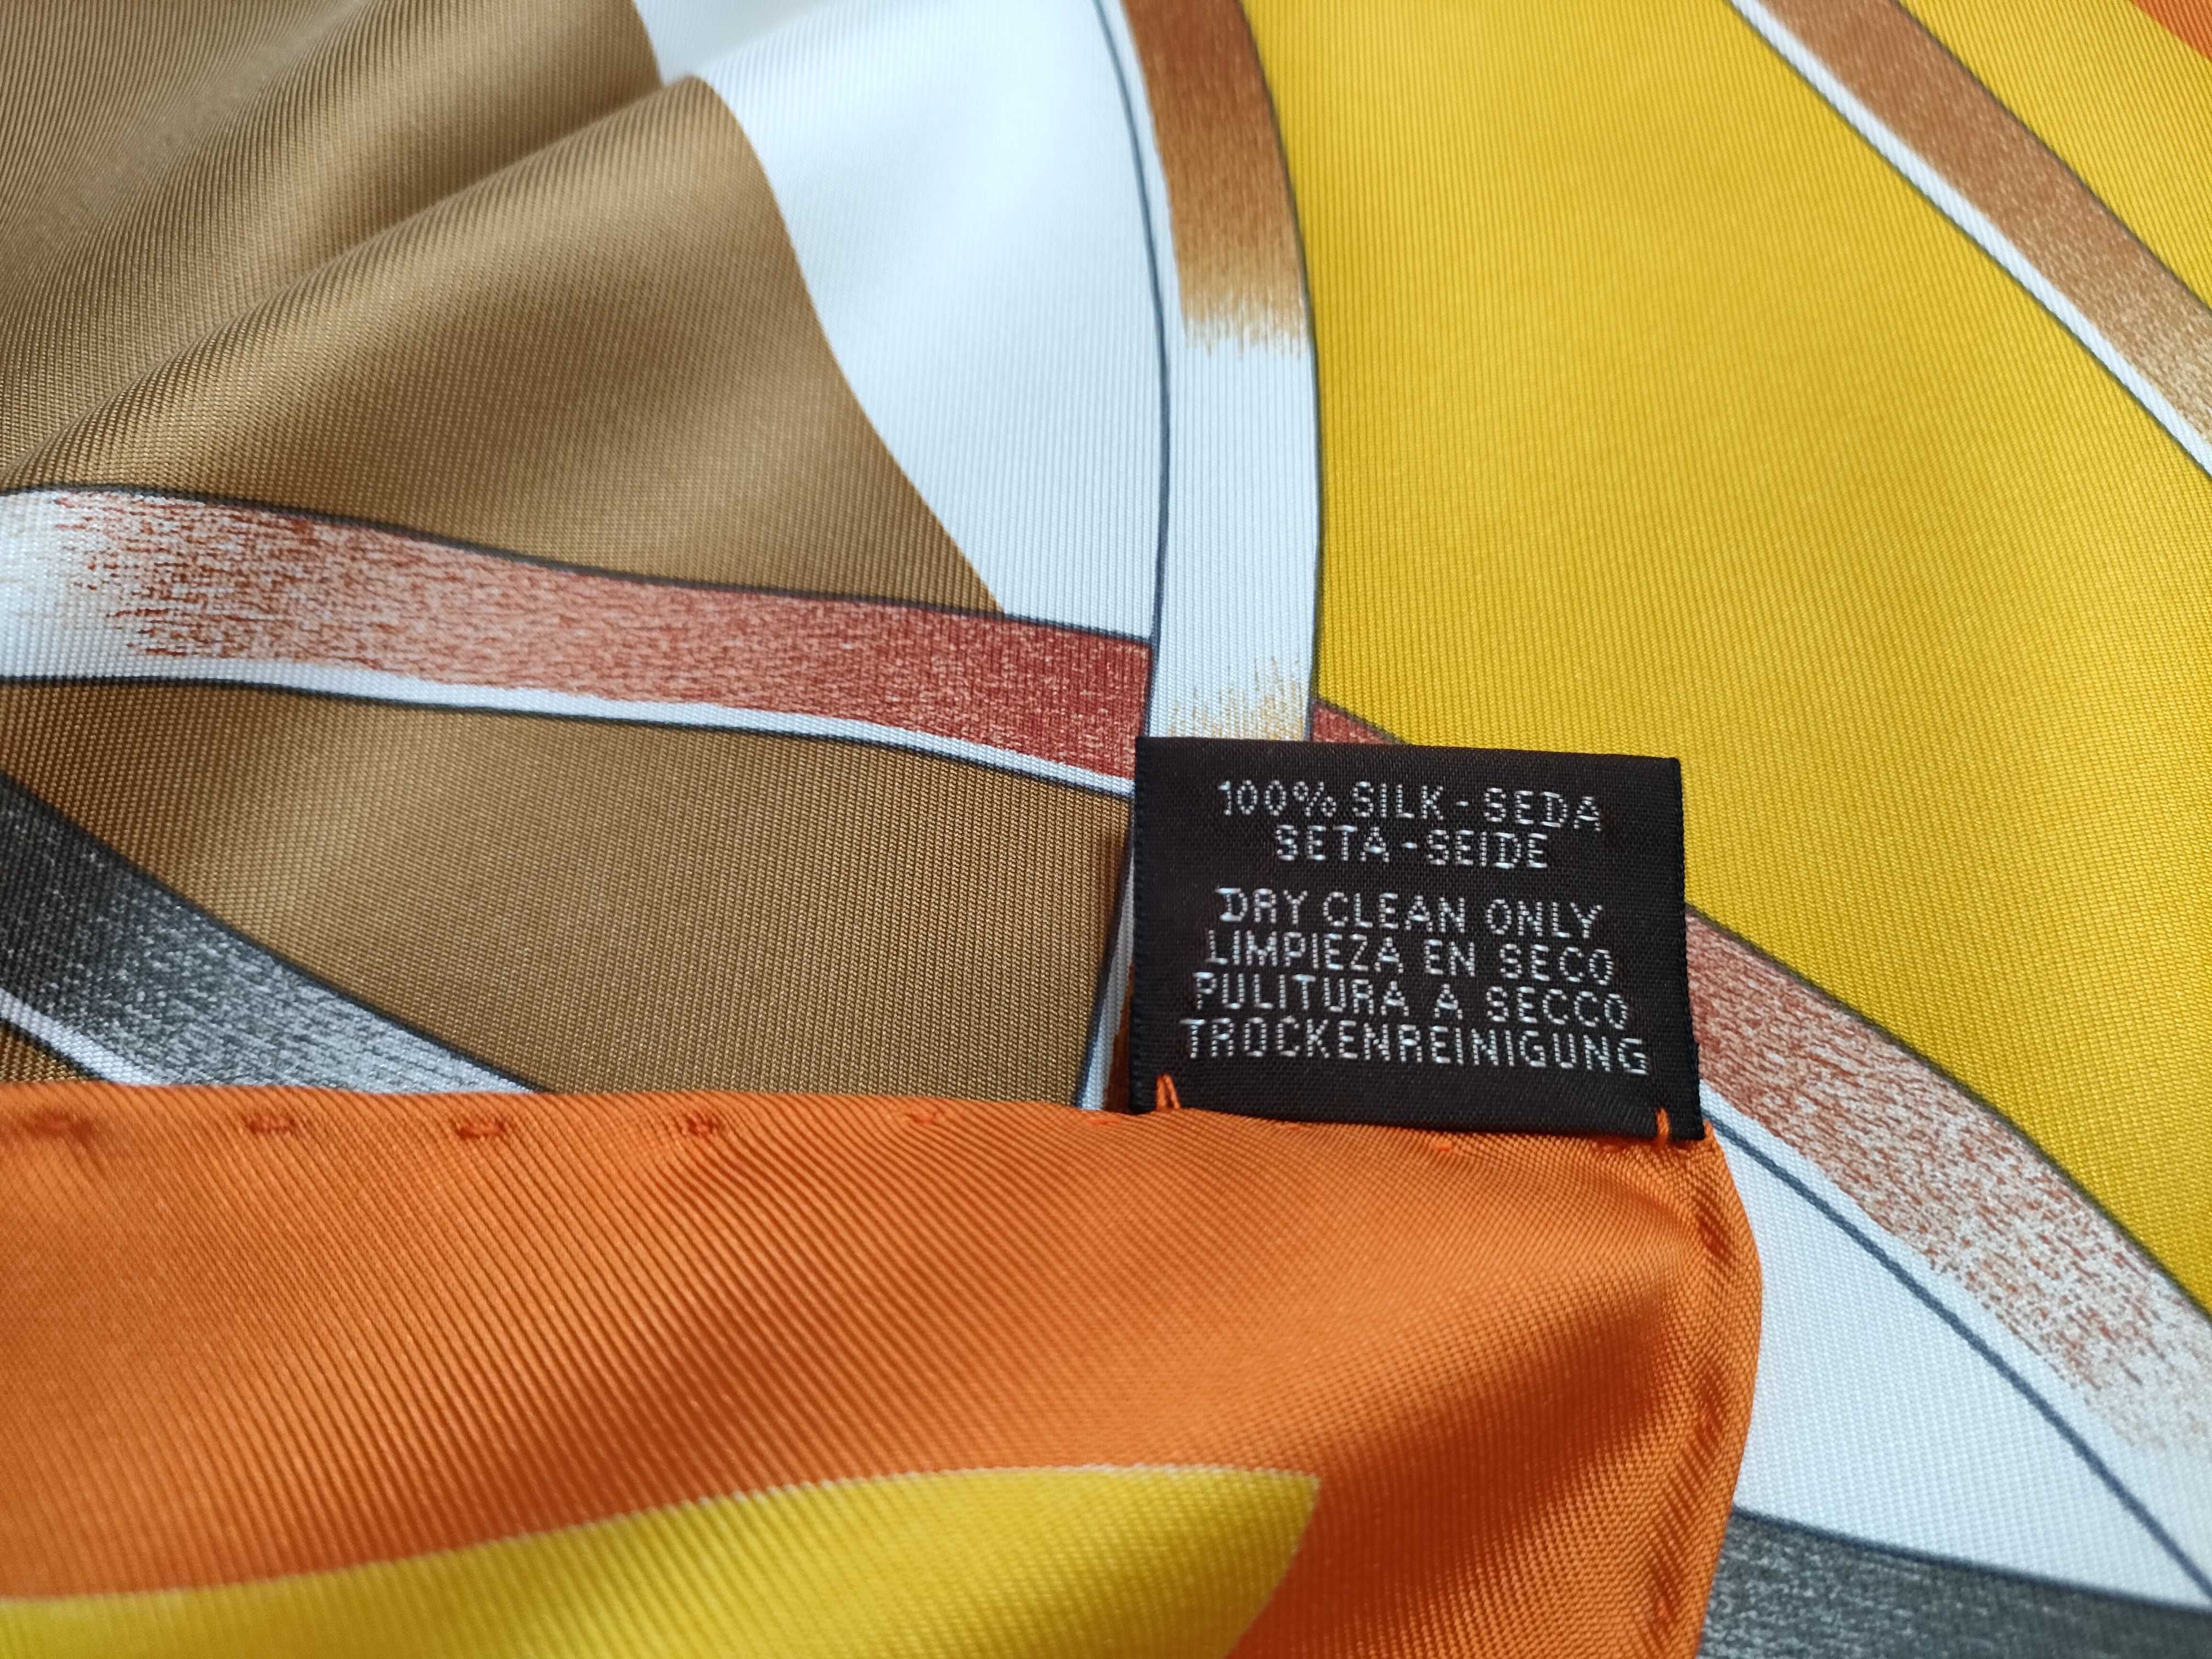 100% SILK - SEDA
SETA - SEIDE
DRY CLEAN ONLY
LIMPIEZA EN SECO
PULITURA A SECCO
TROCKENREINIGUNG